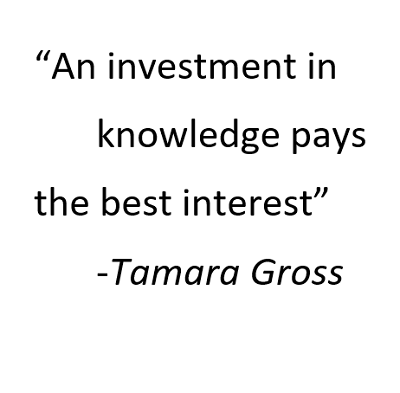 “An investment in
knowledge pays
the best interest”
-Tamara Gross